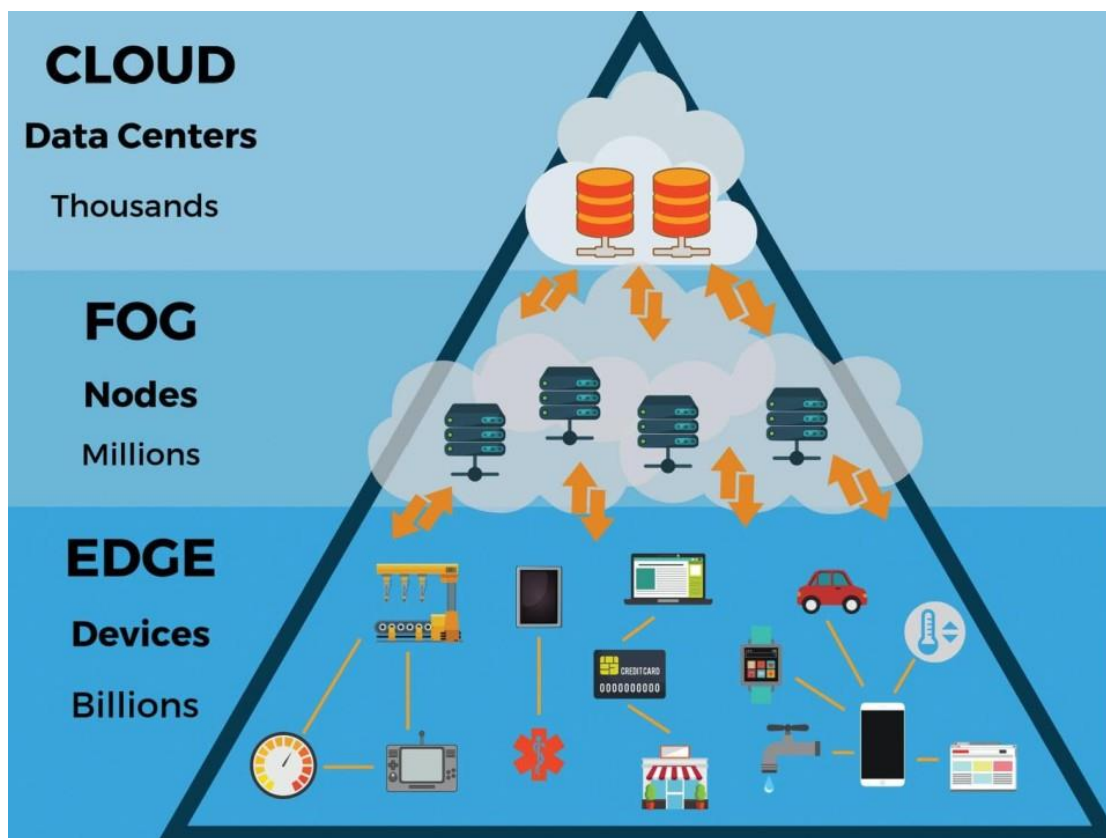 CLOUD
Data Centers
Thousands
FOG
Nodes
Millions
EDGE
Devices
Billions
CREDIT CARD
0000000000